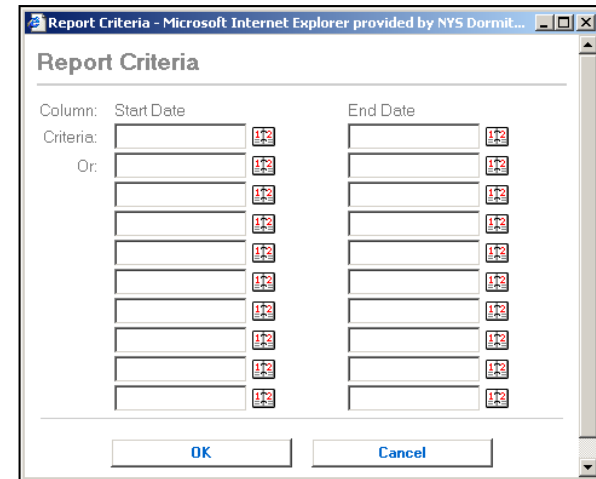 Report Criteria - Microsoft Internet Explorer provided by NYS Dormit...
Report Criteria
Column: Start Date End Date
Criteria:
Or:
OK Cancel